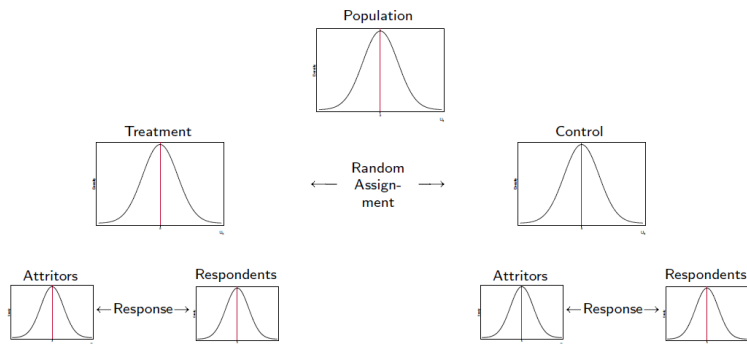 Population
Treatment
Control
Random
Assign-
ment
Attritors
Response
Respondents
Attritors
Response
Respondents